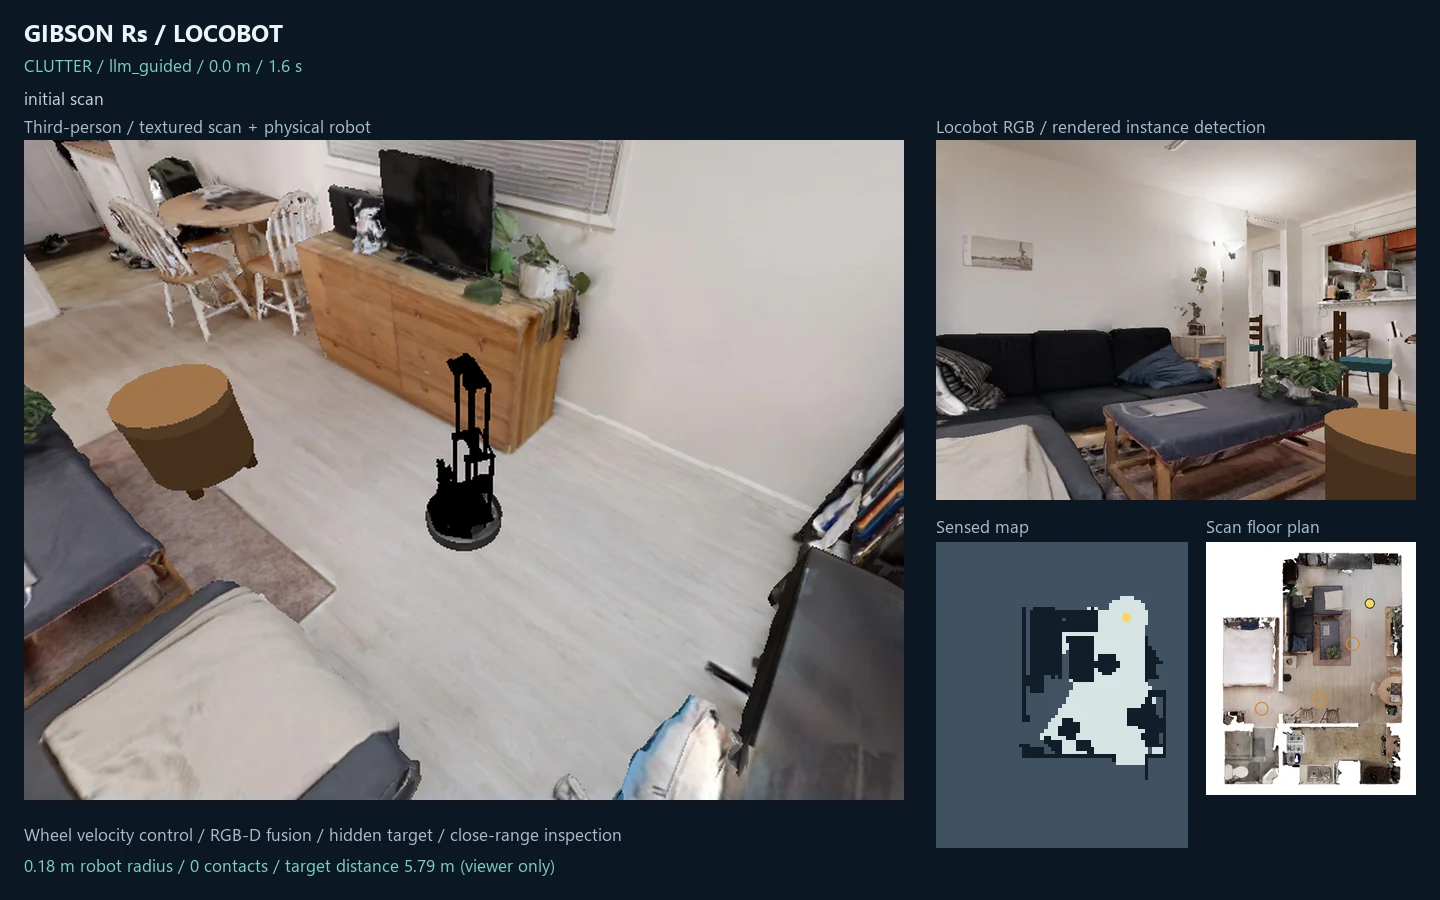 GIBSON Rs / LOCOBOT
CLUTTER / llm_guided / 0.0 m / 1.6 s
initial scan
Third-person / textured scan + physical robot
Locobot RGB / rendered instance detection
Sensed map
Scan floor plan
Wheel velocity control / RGB-D fusion / hidden target / close-range inspection
0.18 m robot radius / 0 contacts / target distance 5.79 m (viewer only)